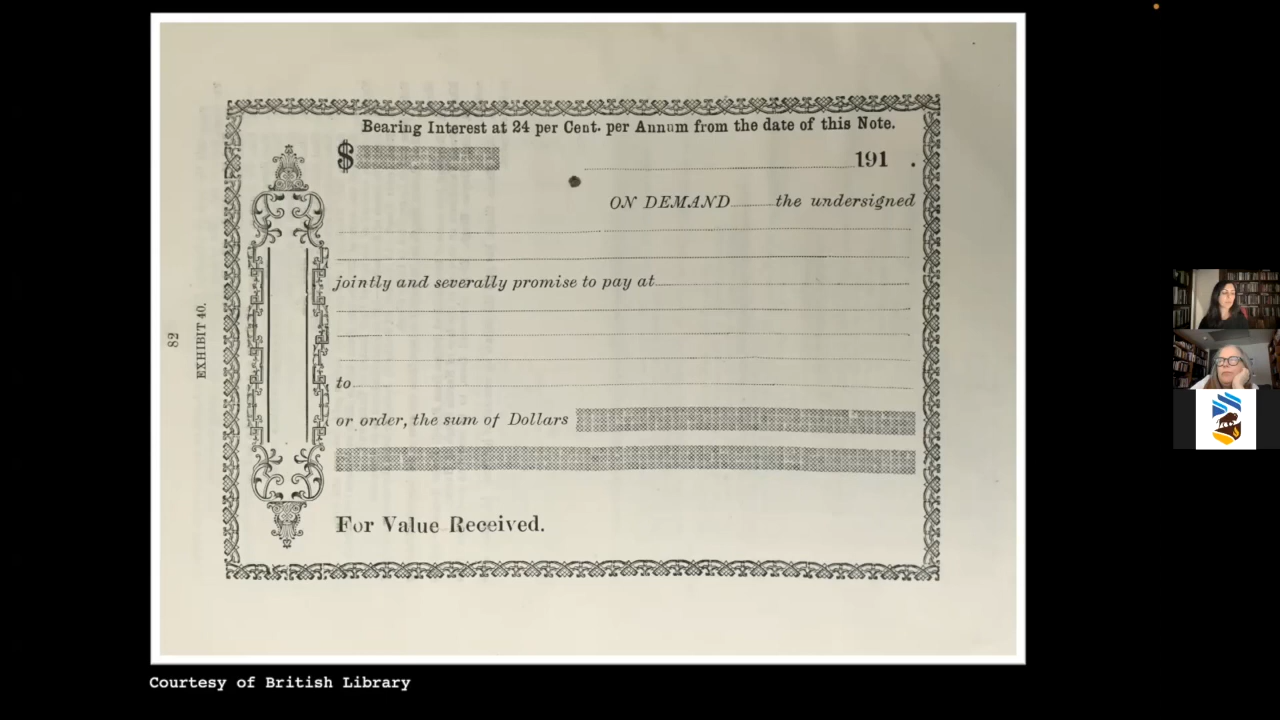 Bearing Interest at 24 per Cent. per Annum from the date of this Note.
$ 191 .
ON DEMAND the undersigned
jointly and severally promise to pay at
to
or order, the sum of Dollars
For Value Received.
82
EXHIBIT 40.
Courtesy of British Library